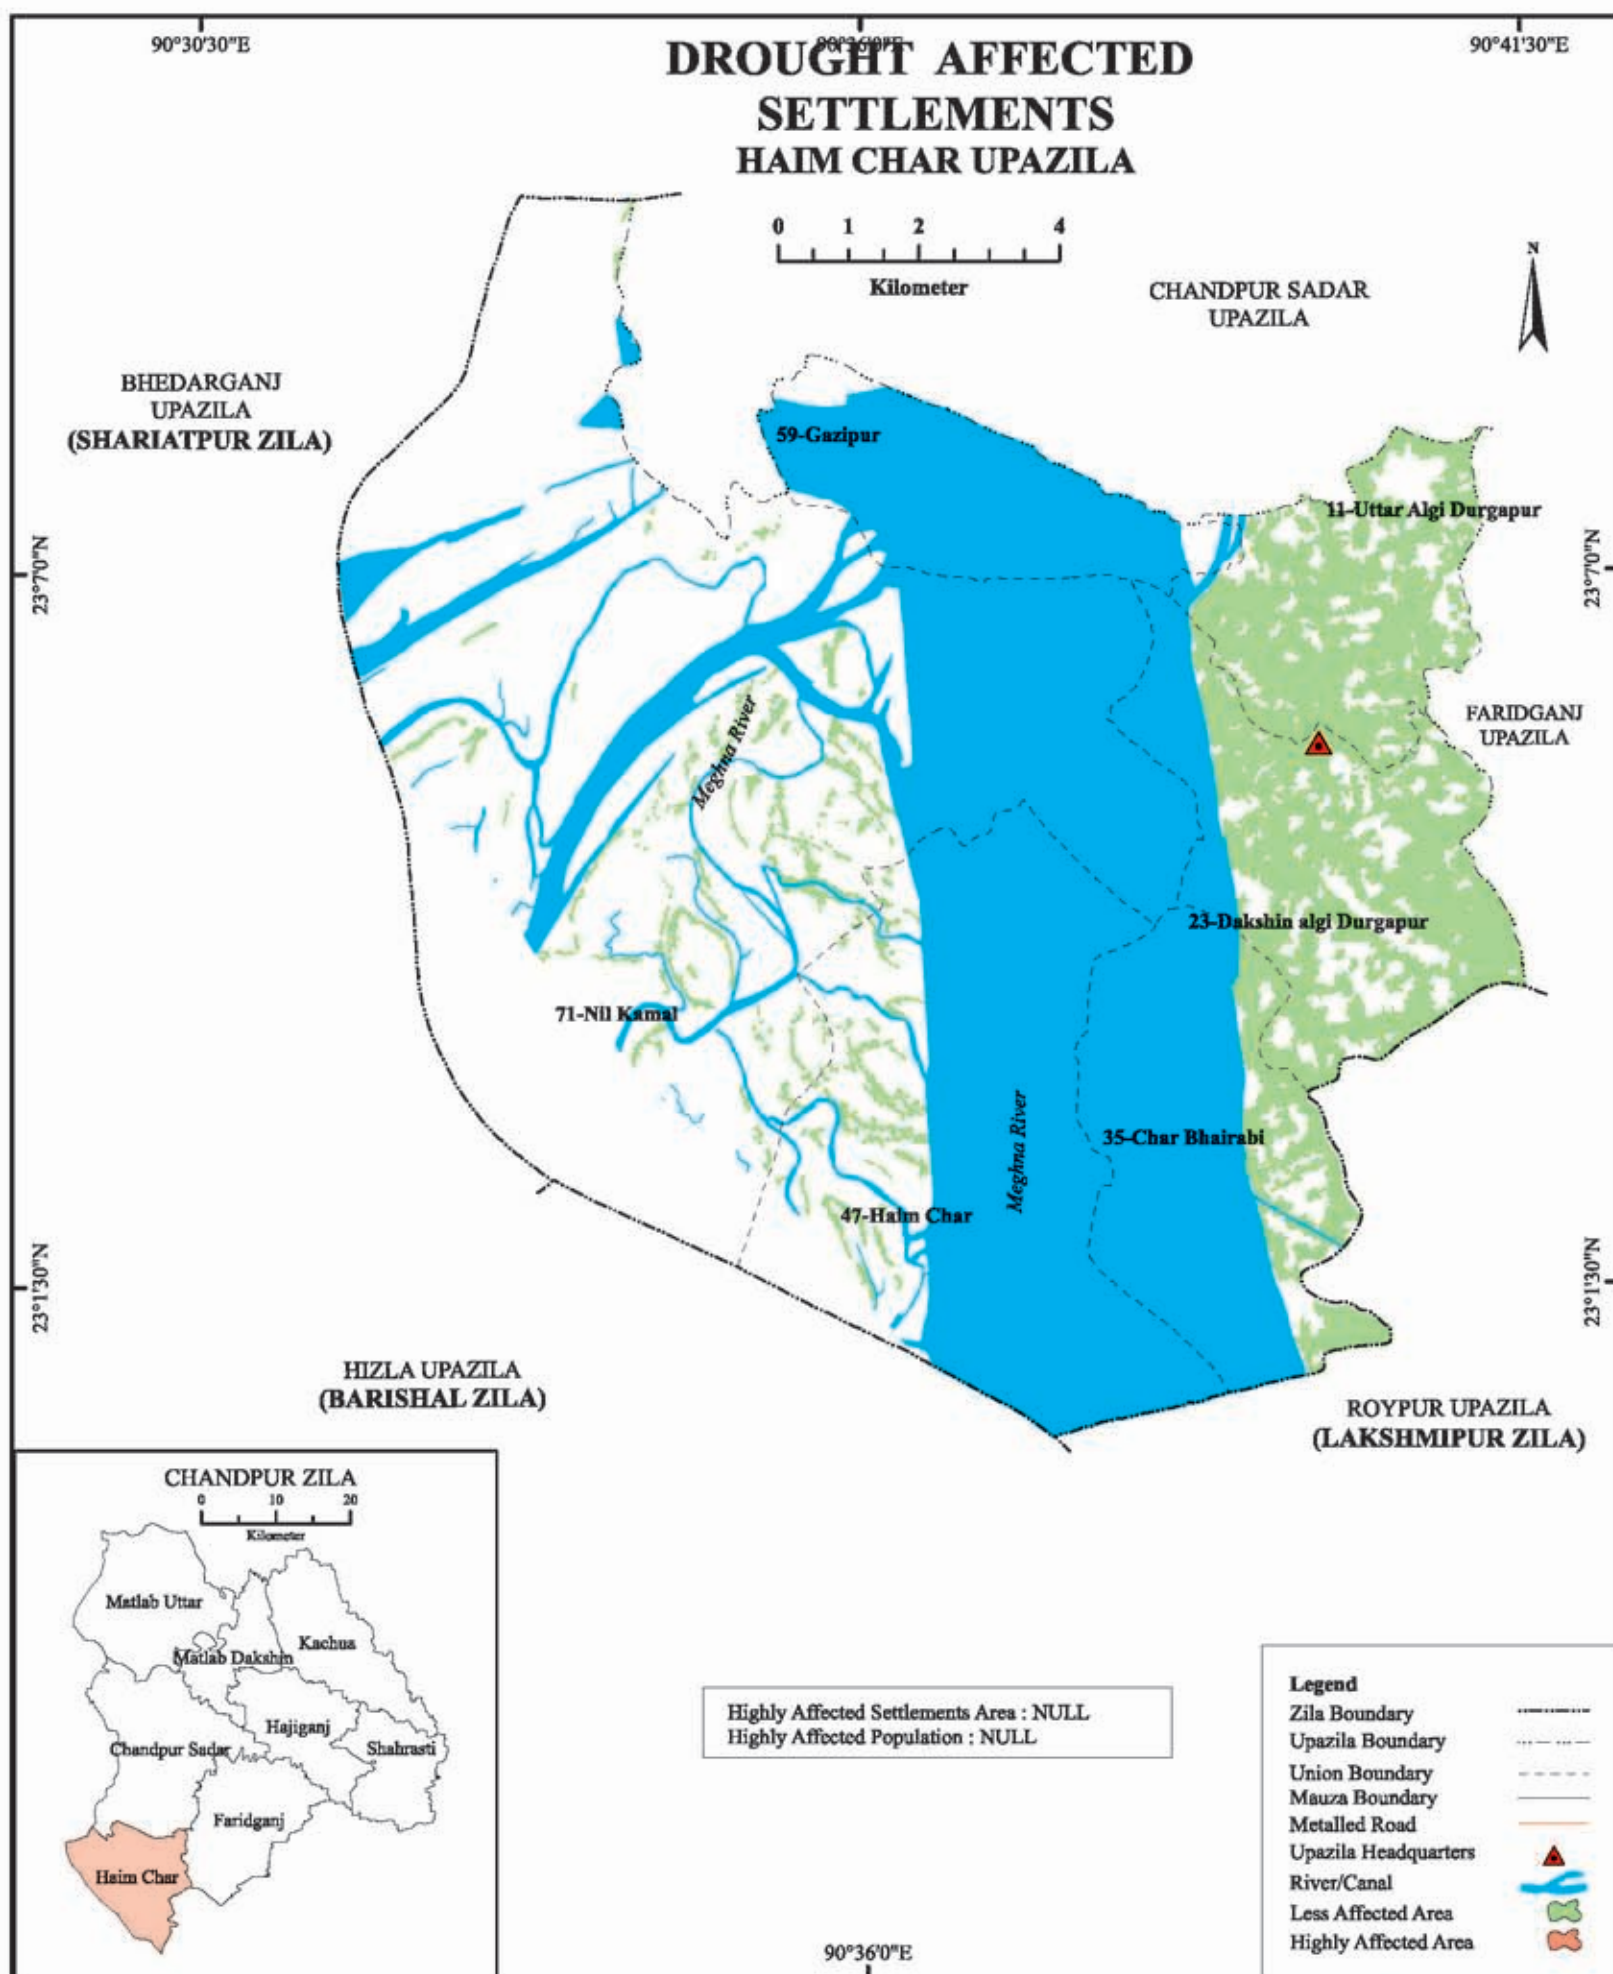 90°30'30"E
90°36'0"E
90°41'30"E
DROUGHT AFFECTED
SETTLEMENTS
HAIM CHAR UPAZILA
0 1 2 4
Kilometer
N
CHANDPUR SADAR
UPAZILA
BHEDARGANJ
UPAZILA
(SHARIATPUR ZILA)
59-Gazipur
11-Uttar Algi Durgapur
23°7'0"N
23°7'0"N
FARIDGANJ
UPAZILA
Meghna River
23-Dakshin algi Durgapur
71-Nil Kamal
Meghna River
35-Char Bhairabi
47-Haim Char
23°1'30"N
23°1'30"N
HIZLA UPAZILA
(BARISHAL ZILA)
ROYPUR UPAZILA
(LAKSHMIPUR ZILA)
CHANDPUR ZILA
0 10 20
Kilometer
Matlab Uttar
Kachua
Matlab Dakshin
Hajiganj
Chandpur Sadar
Shahrasti
Faridganj
Haim Char
Highly Affected Settlements Area : NULL
Highly Affected Population : NULL
Legend
Zila Boundary
Upazila Boundary
Union Boundary
Mauza Boundary
Metalled Road
Upazila Headquarters
River/Canal
Less Affected Area
Highly Affected Area
90°36'0"E